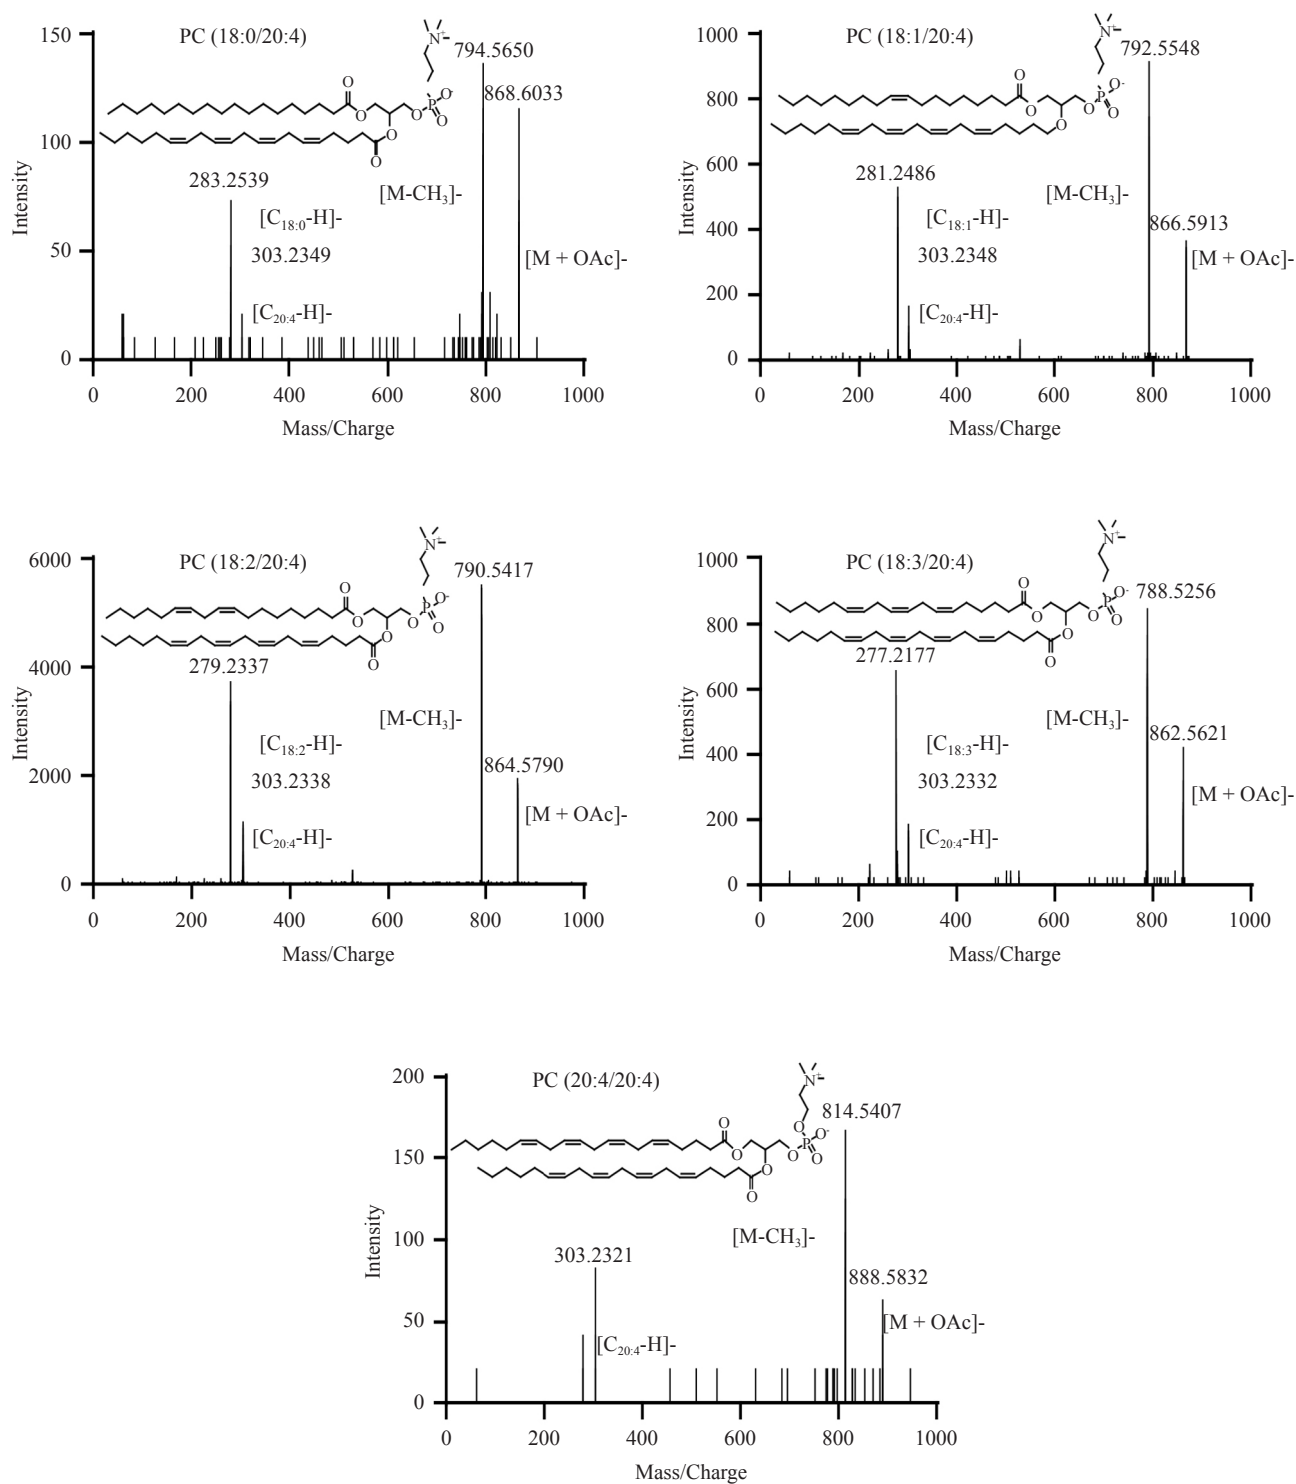 PC (18:0/20:4)
N+
O
O
O
P
O-
O
O
O
794.5650
868.6033
283.2539
[M-CH3]-
[C18:0-H]-
303.2349
[M + OAc]-
[C20:4-H]-
150
100
50
0
Intensity
0 200 400 600 800 1000
Mass/Charge
PC (18:1/20:4)
N+
O
O
O
P
O-
O
O
792.5548
281.2486
[M-CH3]-
[C18:1-H]-
866.5913
303.2348
[M + OAc]-
[C20:4-H]-
1000
800
600
400
200
0
Intensity
0 200 400 600 800 1000
Mass/Charge
PC (18:2/20:4)
N+
O
O
O
P
O-
O
O
O
790.5417
279.2337
[M-CH3]-
[C18:2-H]-
864.5790
303.2338
[M + OAc]-
[C20:4-H]-
6000
4000
2000
0
Intensity
0 200 400 600 800 1000
Mass/Charge
PC (18:3/20:4)
N+
O
O
O
P
O-
O
O
O
788.5256
277.2177
[M-CH3]-
[C18:3-H]-
862.5621
303.2332
[M + OAc]-
[C20:4-H]-
1000
800
600
400
200
0
Intensity
0 200 400 600 800 1000
Mass/Charge
PC (20:4/20:4)
N+
O
O
O
O
P
O-
O
O
O
814.5407
[M-CH3]-
303.2321
888.5832
[M + OAc]-
[C20:4-H]-
200
150
100
50
0
Intensity
0 200 400 600 800 1000
Mass/Charge